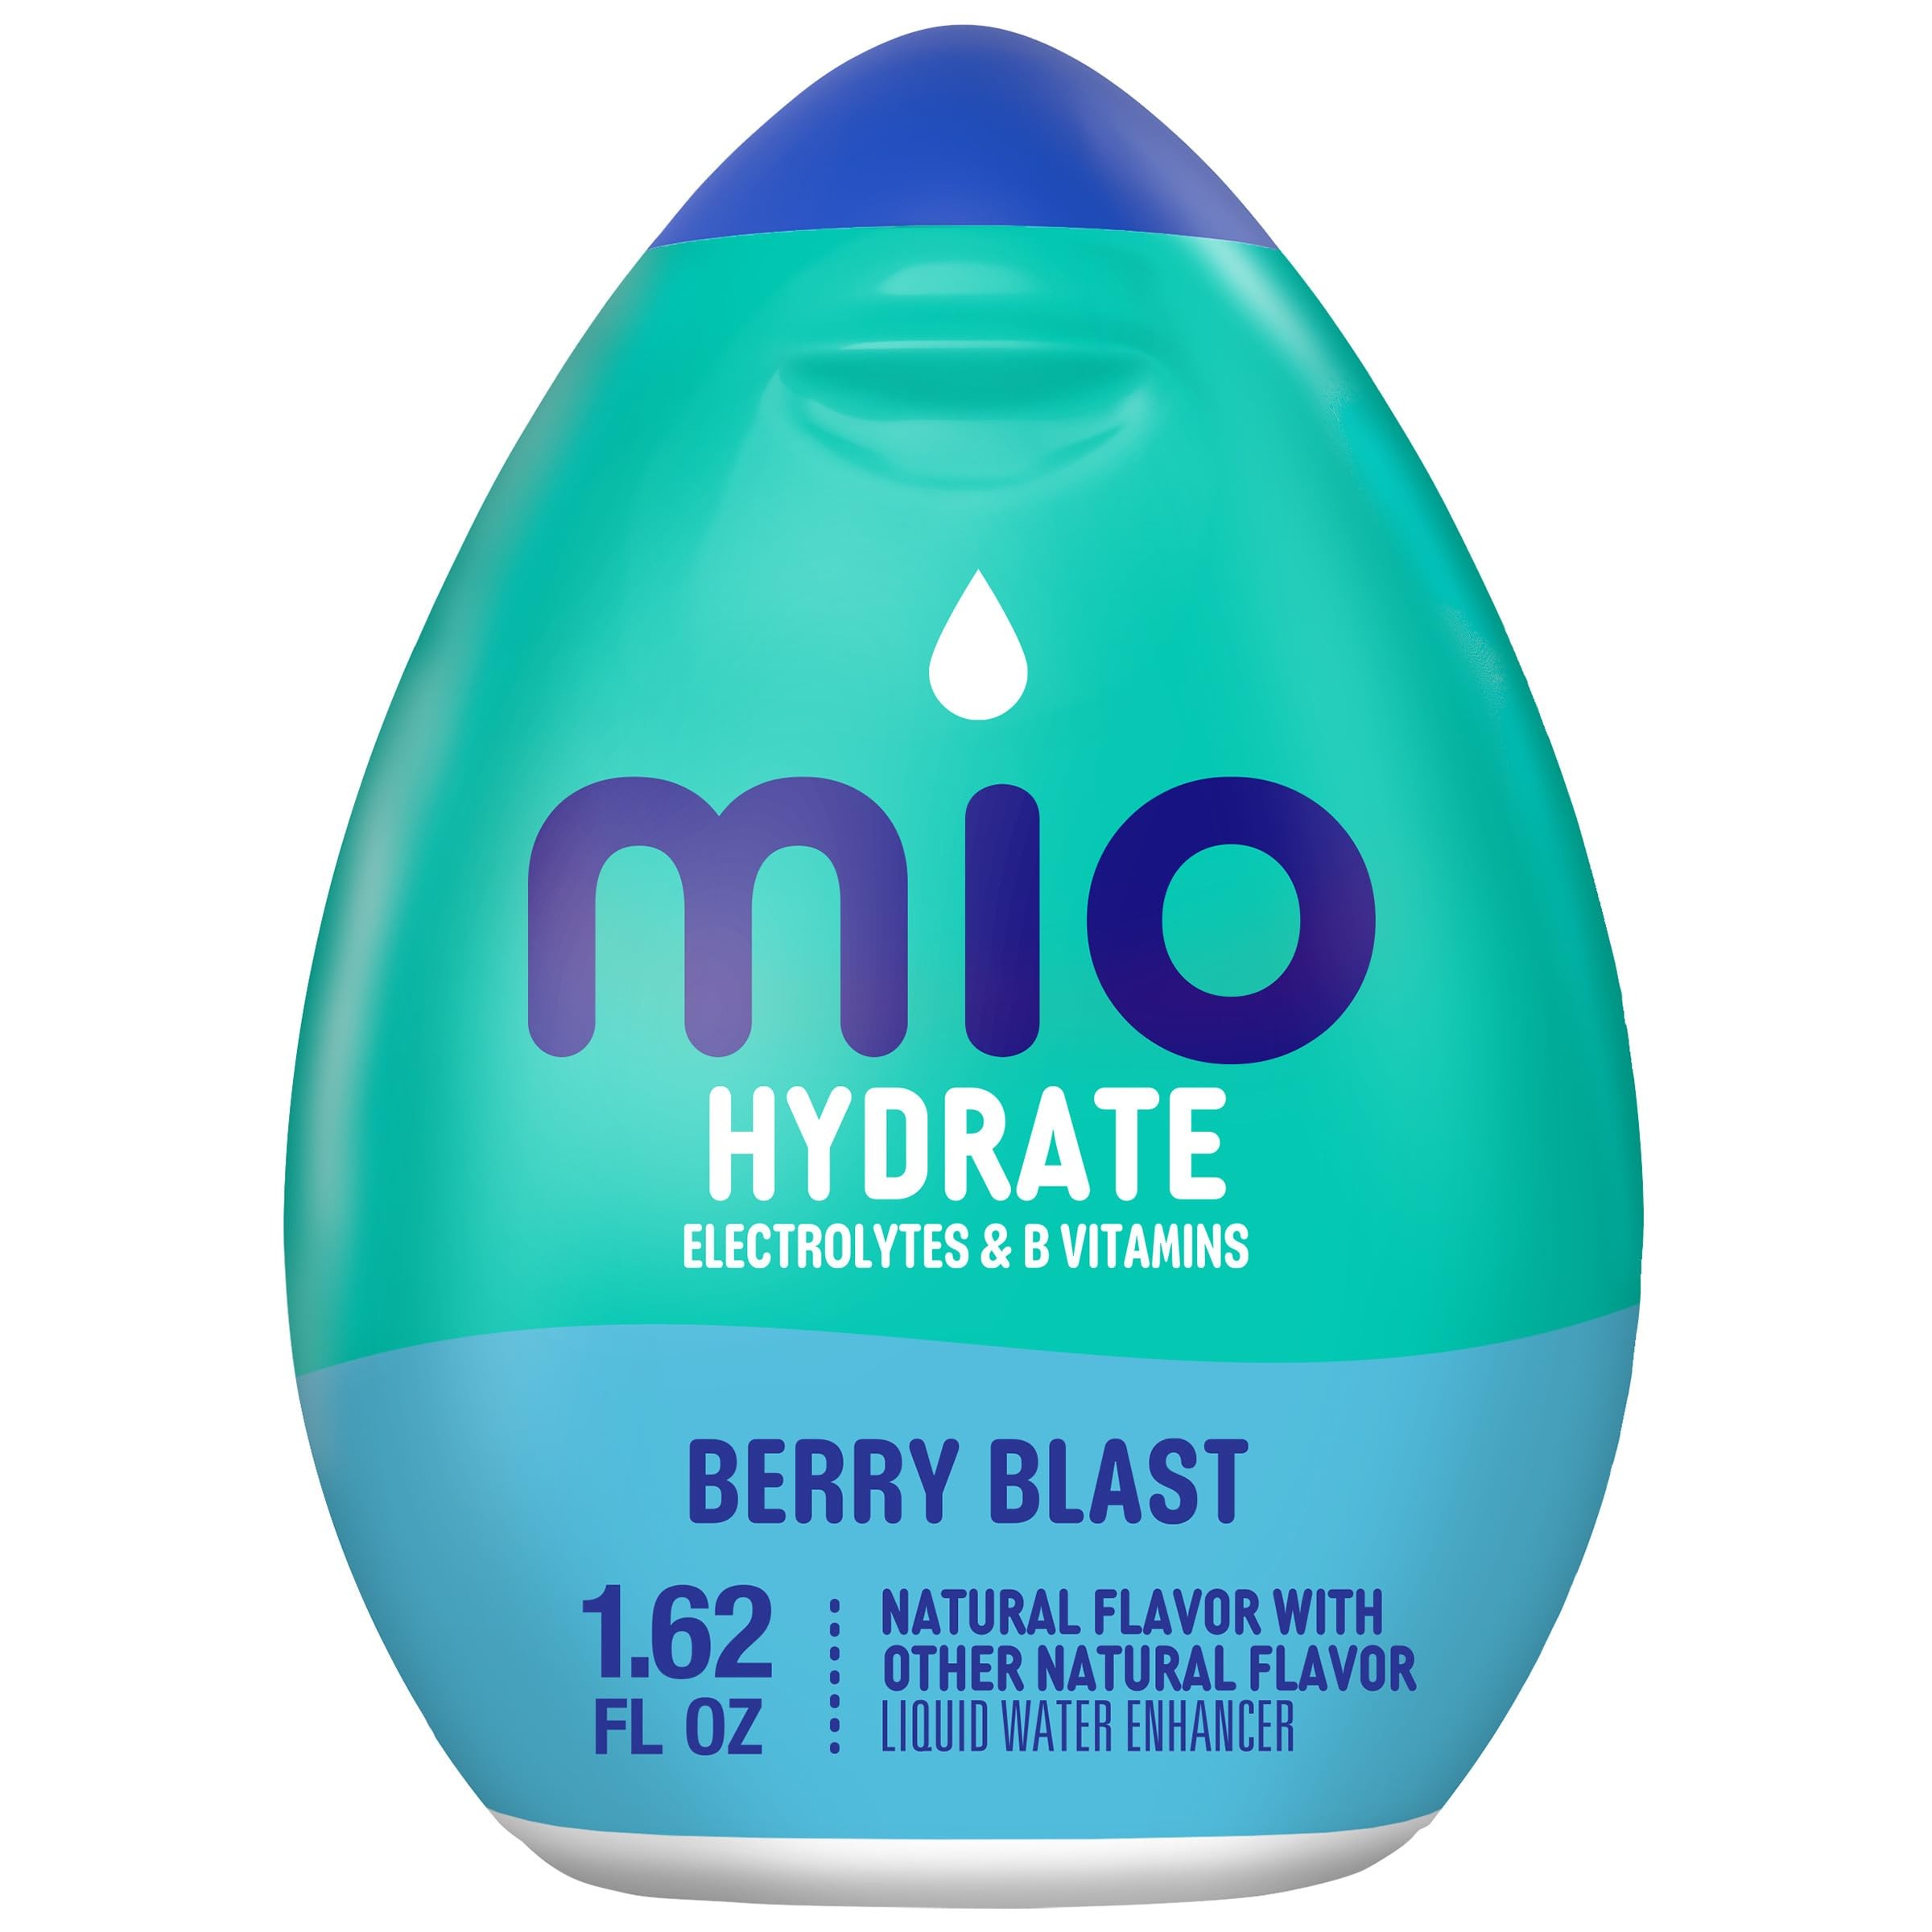 mio
HYDRATE
ELECTROLYTES & B VITAMINS
BERRY BLAST
1.62
FL OZ
NATURAL FLAVOR WITH
OTHER NATURAL FLAVOR
LIQUID WATER ENHANCER